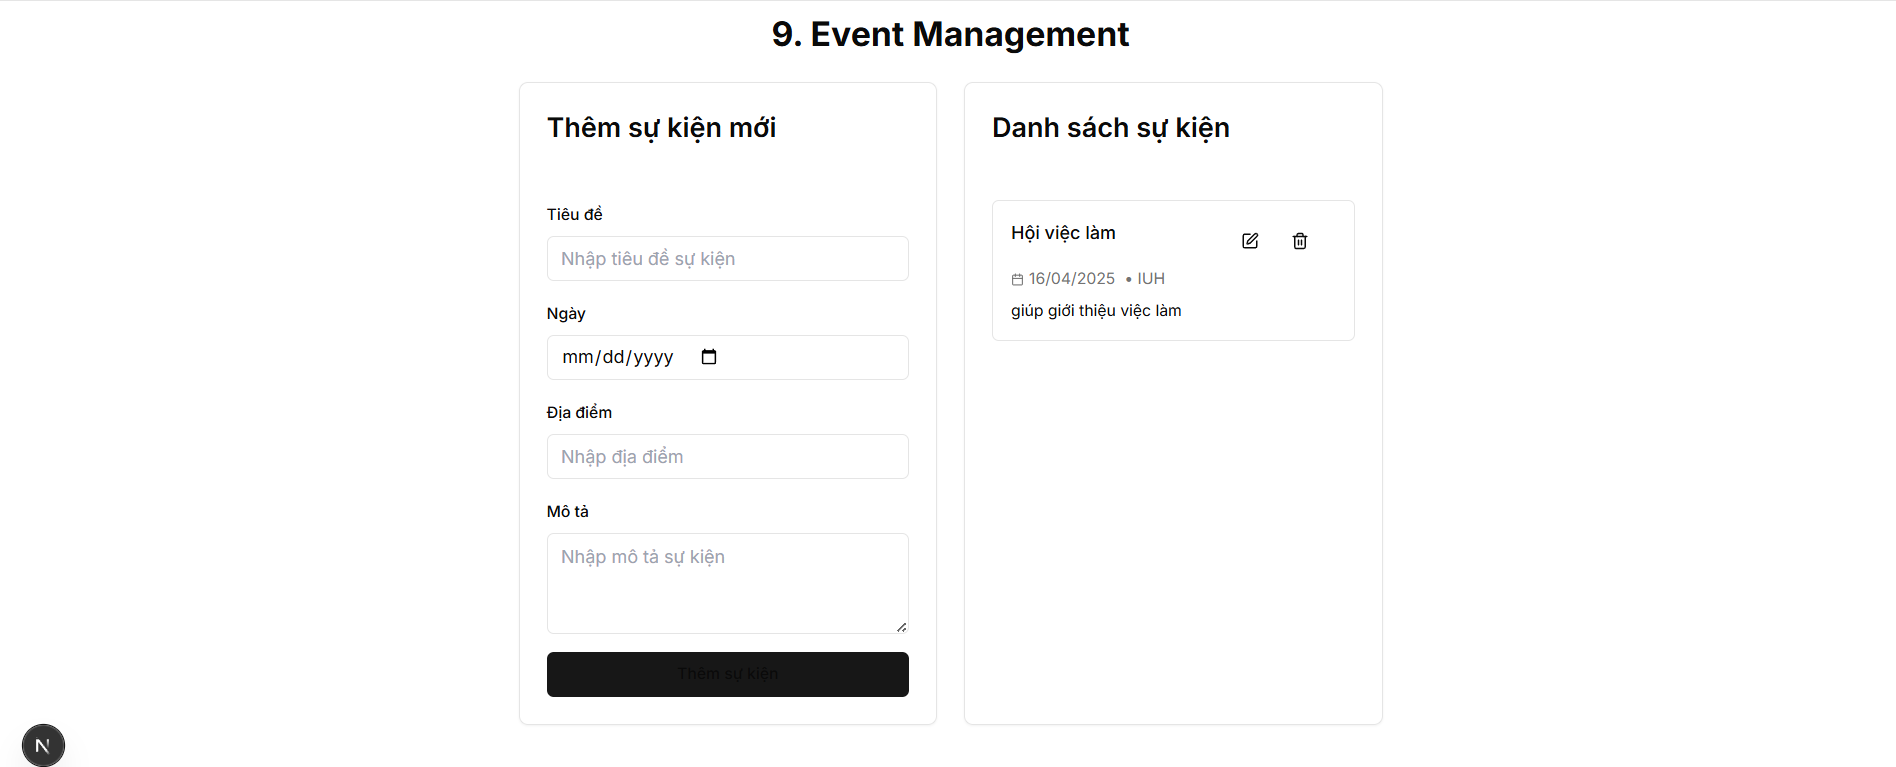 9. Event Management
Thêm sự kiện mới
Tiêu đề
Nhập tiêu đề sự kiện
Ngày
mm/dd/yyyy
Địa điểm
Nhập địa điểm
Mô tả
Nhập mô tả sự kiện
Thêm sự kiện
Danh sách sự kiện
Hội việc làm
16/04/2025 • IUH
giúp giới thiệu việc làm
N